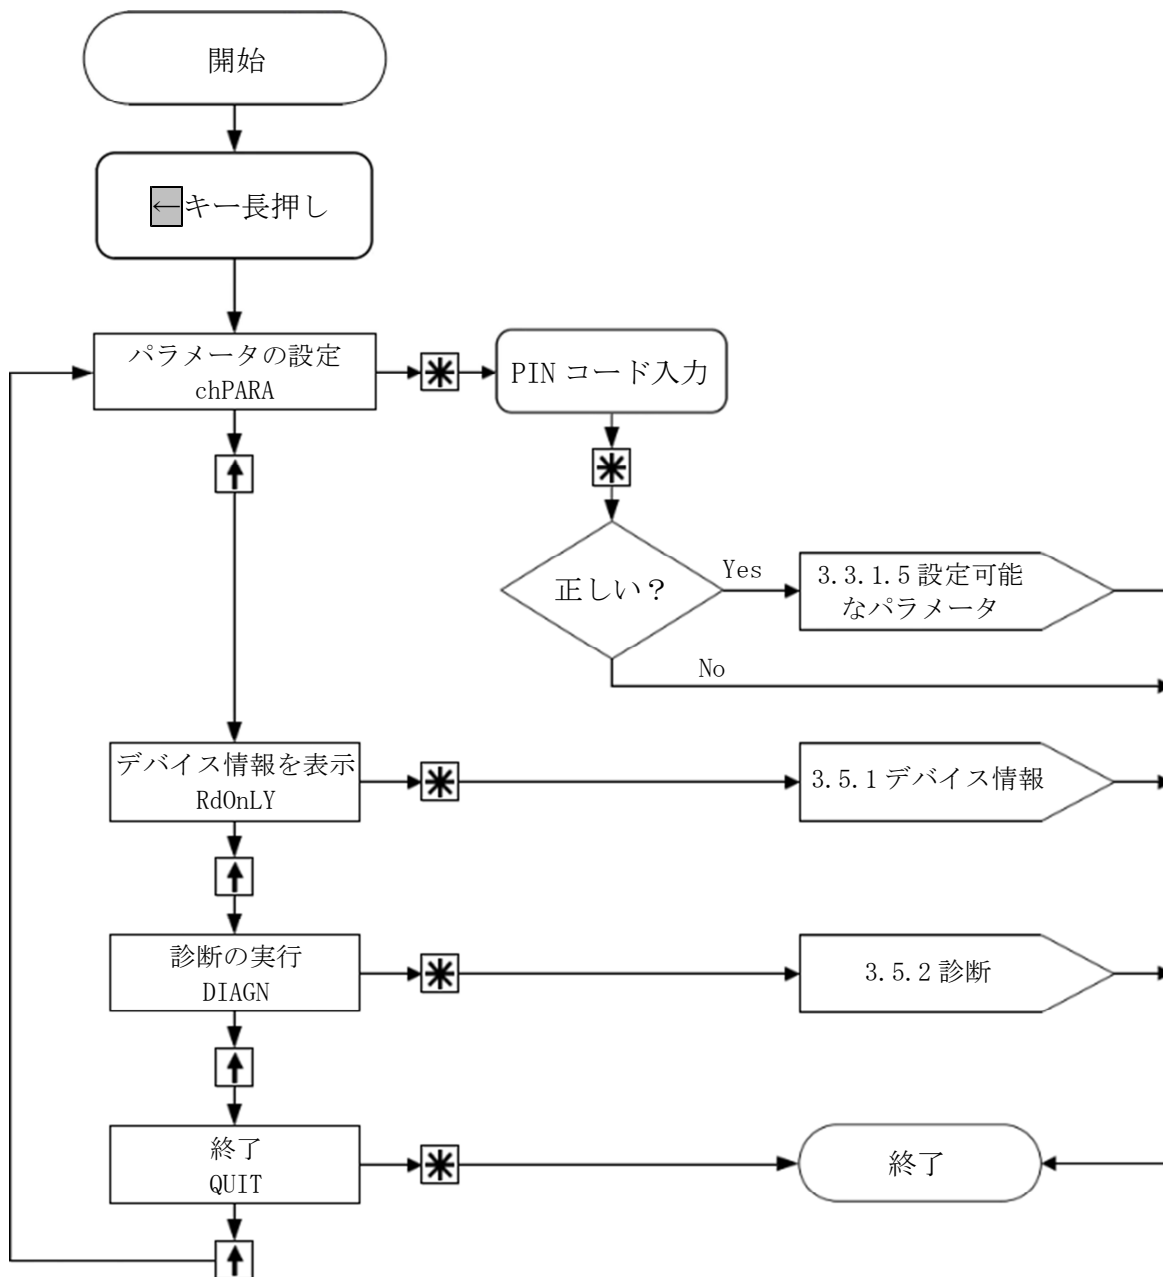 開始
←キー長押し
パラメータの設定
chPARA
PIN コード入力
正しい？
Yes
3.3.1.5 設定可能
なパラメータ
No
デバイス情報を表示
RdOnLY
3.5.1 デバイス情報
診断の実行
DIAGN
3.5.2 診断
終了
QUIT
終了